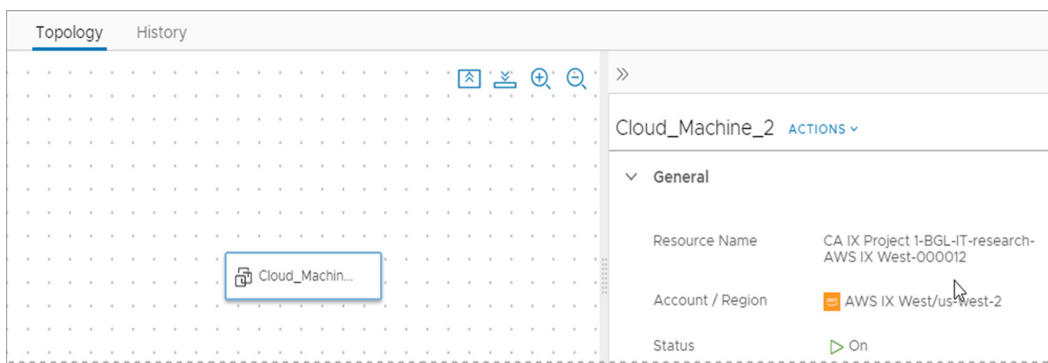 Topology History
Cloud_Machine_2 ACTIONS
General
Resource Name
CA IX Project 1-BGL-IT-research-
AWS IX West-000012
Cloud_Machin...
Account / Region
aws AWS IX West/us-west-2
Status
On